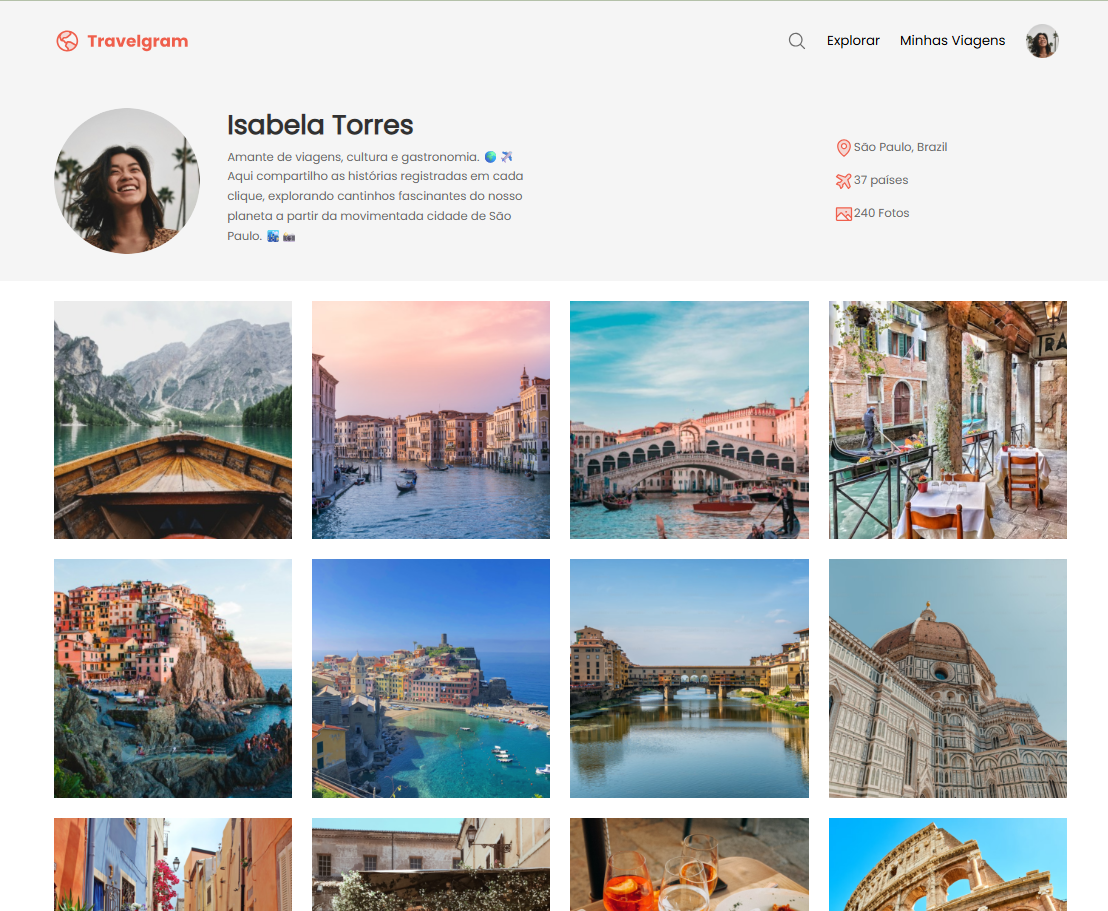 Travelgram
Explorar
Minhas Viagens
Isabela Torres
Amante de viagens, cultura e gastronomia. 🌎 ✈️
Aqui compartilho as histórias registradas em cada
clique, explorando cantinhos fascinantes do nosso
planeta a partir da movimentada cidade de São
Paulo. 🏙️ 📸
São Paulo, Brazil
37 países
240 Fotos
TRA